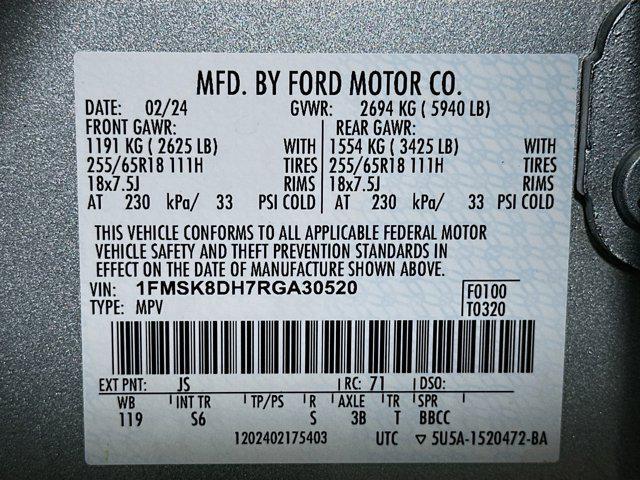 MFD. BY FORD MOTOR CO.
DATE: 02/24 GVWR: 2694 KG ( 5940 LB)
FRONT GAWR: REAR GAWR:
1191 KG ( 2625 LB) WITH 1554 KG ( 3425 LB) WITH
255/65R18 111H TIRES 255/65R18 111H TIRES
18x7.5J RIMS 18x7.5J RIMS
AT 230 kPa/ 33 PSI COLD AT 230 kPa/ 33 PSI COLD
THIS VEHICLE CONFORMS TO ALL APPLICABLE FEDERAL MOTOR
VEHICLE SAFETY AND THEFT PREVENTION STANDARDS IN
EFFECT ON THE DATE OF MANUFACTURE SHOWN ABOVE.
VIN: 1FMSK8DH7RGA30520 F0100
TYPE: MPV T0320
EXT PNT: JS RC: 71 DSO:
WB INT TR TP/PS R AXLE TR SPR
119 S6 S 3B T BBCC
1202402175403 UTC ▽ 5U5A-1520472-BA